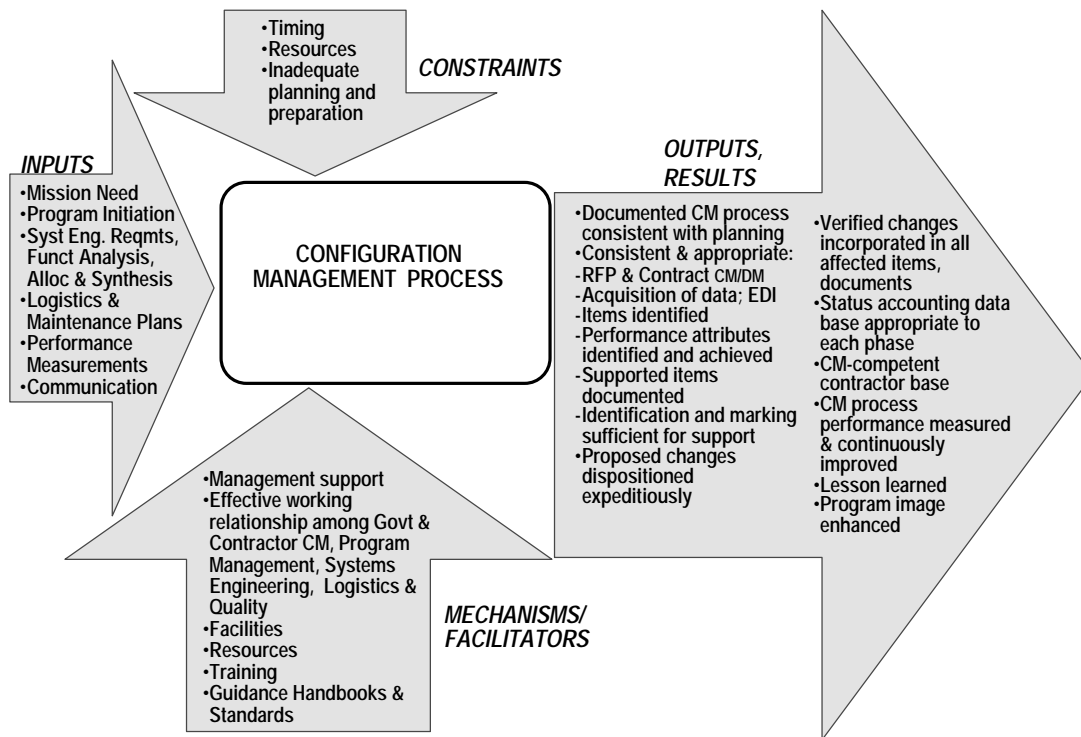 •Timing
•Resources
•Inadequate
planning and
preparation
CONSTRAINTS
INPUTS
•Mission Need
•Program Initiation
•Syst Eng. Reqmts,
Funct Analysis,
Alloc & Synthesis
•Logistics &
Maintenance Plans
•Performance
Measurements
•Communication
CONFIGURATION
MANAGEMENT PROCESS
OUTPUTS,
RESULTS
•Documented CM process
consistent with planning
•Consistent & appropriate:
-RFP & Contract CM/DM
-Acquisition of data; EDI
-Items identified
-Performance attributes
identified and achieved
-Supported items
documented
-Identification and marking
sufficient for support
•Proposed changes
dispositioned
expeditiously
•Verified changes
incorporated in all
affected items,
documents
•Status accounting data
base appropriate to
each phase
•CM-competent
contractor base
•CM process
performance measured
& continuously
improved
•Lesson learned
•Program image
enhanced
•Management support
•Effective working
relationship among Govt &
Contractor CM, Program
Management, Systems
Engineering, Logistics &
Quality
•Facilities
•Resources
•Training
•Guidance Handbooks &
Standards
MECHANISMS/
FACILITATORS